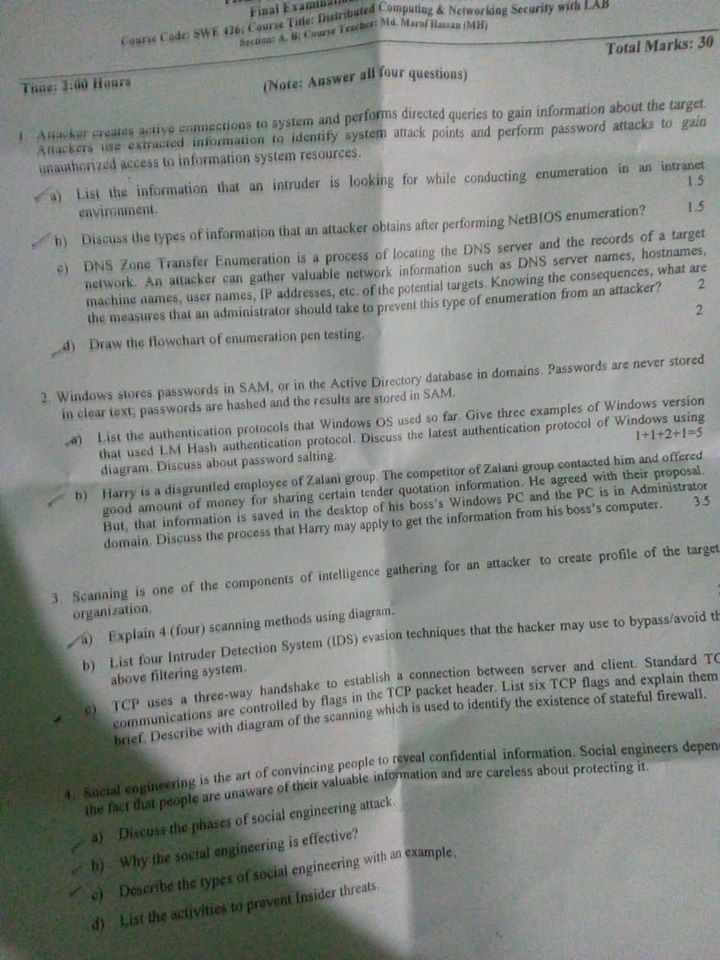 Final Examination
Course Code: SWE 426; Course Title: Distributed Computing & Networking Security with LAB
Section: A, B; Course Teacher: Md. Maruf Hassan (MH)
Total Marks: 30
Time: 2:00 Hours
(Note: Answer all four questions)
1. Attacker creates active connections to system and performs directed queries to gain information about the target.
Attackers use extracted information to identify system attack points and perform password attacks to gain
unauthorized access to information system resources.
a) List the information that an intruder is looking for while conducting enumeration in an intranet
environment. 1.5
b) Discuss the types of information that an attacker obtains after performing NetBIOS enumeration? 1.5
c) DNS Zone Transfer Enumeration is a process of locating the DNS server and the records of a target
network. An attacker can gather valuable network information such as DNS server names, hostnames,
machine names, user names, IP addresses, etc. of the potential targets. Knowing the consequences, what are
the measures that an administrator should take to prevent this type of enumeration from an attacker? 2
d) Draw the flowchart of enumeration pen testing. 2
2. Windows stores passwords in SAM, or in the Active Directory database in domains. Passwords are never stored
in clear text; passwords are hashed and the results are stored in SAM.
a) List the authentication protocols that Windows OS used so far. Give three examples of Windows version
that used LM Hash authentication protocol. Discuss the latest authentication protocol of Windows using
diagram. Discuss about password salting. 1+1+2+1=5
b) Harry is a disgruntled employee of Zalani group. The competitor of Zalani group contacted him and offered
good amount of money for sharing certain tender quotation information. He agreed with their proposal.
But, that information is saved in the desktop of his boss's Windows PC and the PC is in Administrator
domain. Discuss the process that Harry may apply to get the information from his boss's computer. 3.5
3. Scanning is one of the components of intelligence gathering for an attacker to create profile of the target
organization.
a) Explain 4 (four) scanning methods using diagram.
b) List four Intruder Detection System (IDS) evasion techniques that the hacker may use to bypass/avoid th
above filtering system.
c) TCP uses a three-way handshake to establish a connection between server and client. Standard TC
communications are controlled by flags in the TCP packet header. List six TCP flags and explain them
brief. Describe with diagram of the scanning which is used to identify the existence of stateful firewall.
4. Social engineering is the art of convincing people to reveal confidential information. Social engineers depen
the fact that people are unaware of their valuable information and are careless about protecting it.
a) Discuss the phases of social engineering attack.
b) Why the social engineering is effective?
c) Describe the types of social engineering with an example.
d) List the activities to prevent Insider threats.